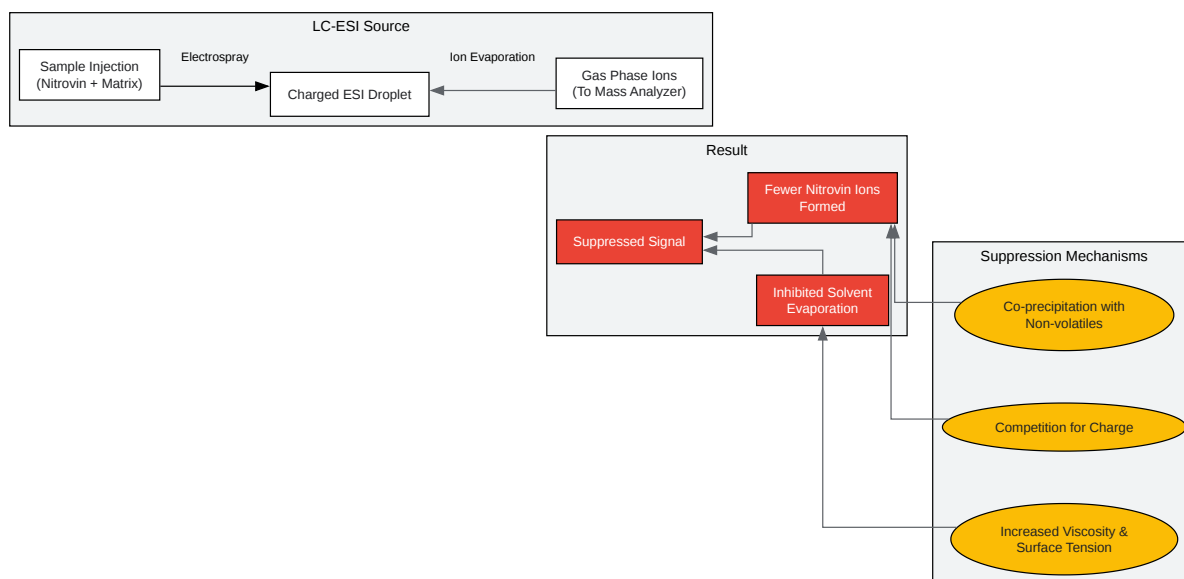 LC-ESI Source
Sample Injection
(Nitrovin + Matrix)
Electrospray
Charged ESI Droplet
Ion Evaporation
Gas Phase Ions
(To Mass Analyzer)
Result
Fewer Nitrovin Ions
Formed
Suppressed Signal
Inhibited Solvent
Evaporation
Suppression Mechanisms
Co-precipitation with
Non-volatiles
Competition for Charge
Increased Viscosity &
Surface Tension